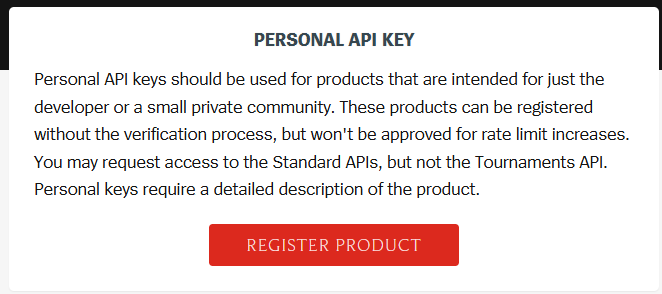 PERSONAL API KEY
Personal API keys should be used for products that are intended for just the
developer or a small private community. These products can be registered
without the verification process, but won't be approved for rate limit increases.
You may request access to the Standard APIs, but not the Tournaments API.
Personal keys require a detailed description of the product.
REGISTER PRODUCT